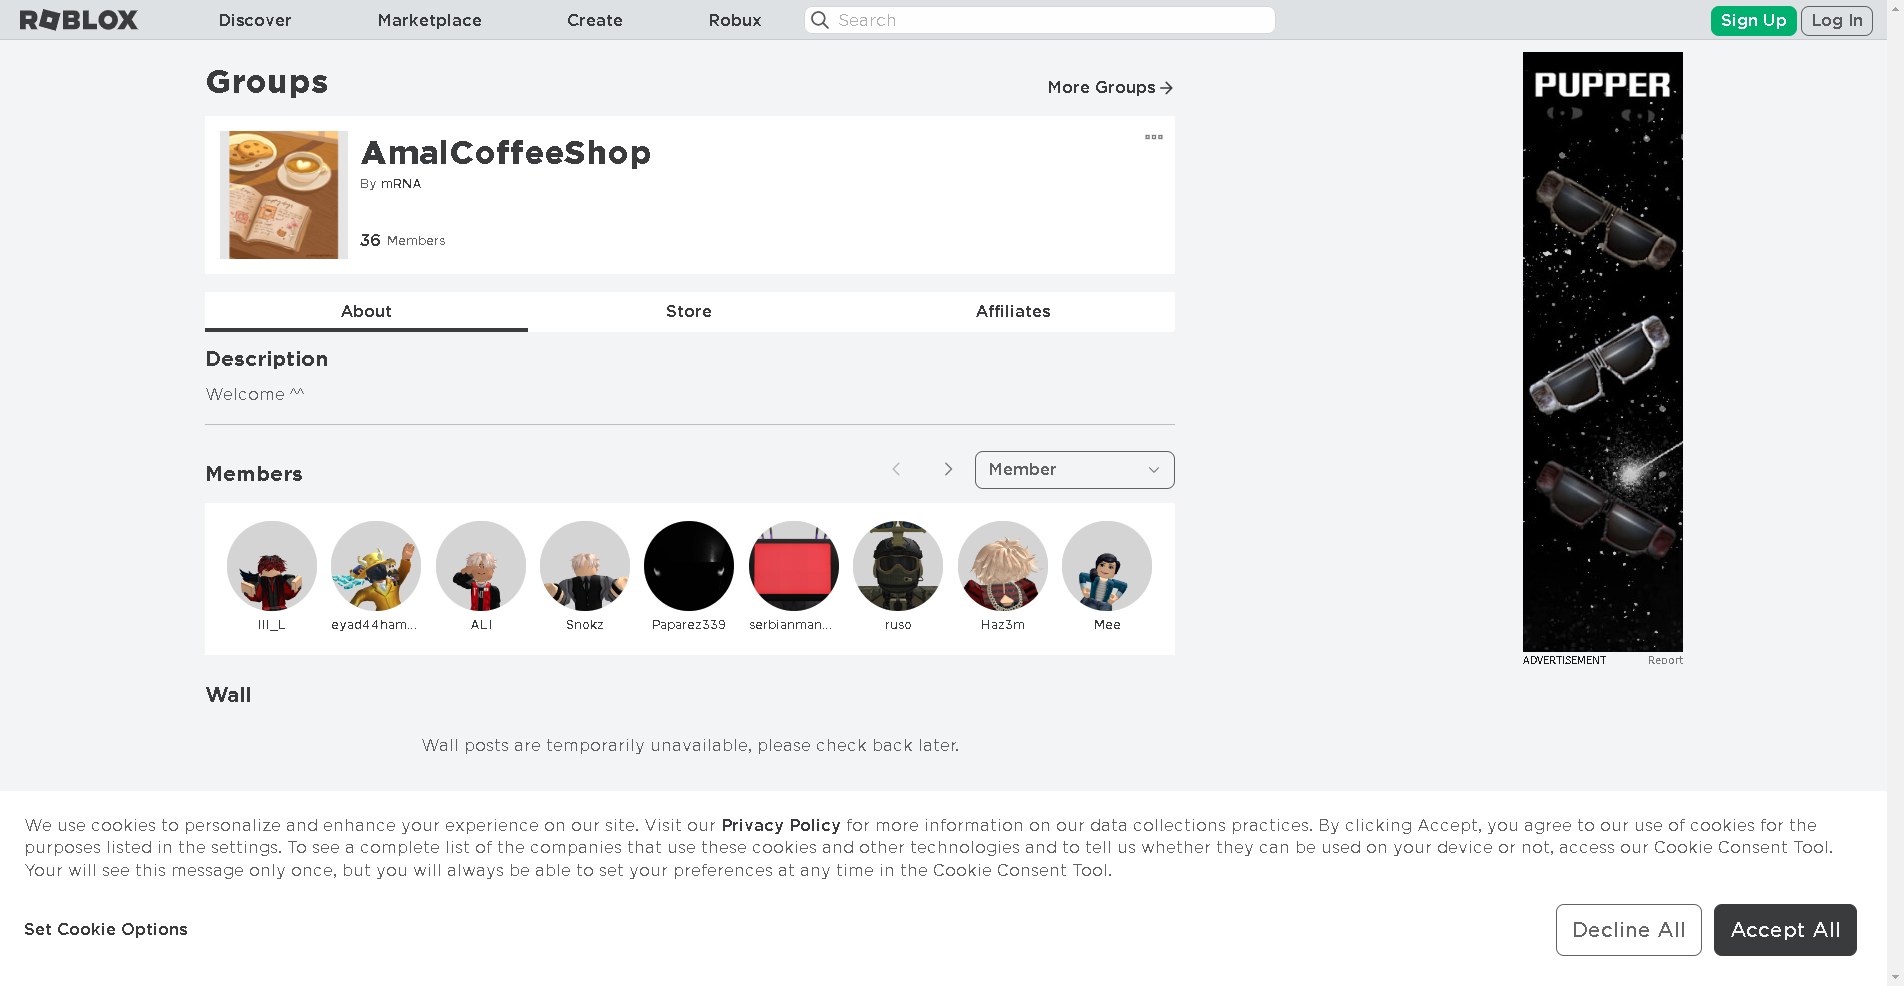 ROBLOX
Discover
Marketplace
Create
Robux
Search
Sign Up
Log In
Groups
More Groups
AmalCoffeeShop
By mRNA
36 Members
About
Store
Affiliates
Description
Welcome ^^
Members
Member
III_L
eyad44ham...
ALI
Snokz
Paparez339
serbianman...
ruso
Haz3m
Mee
Wall
Wall posts are temporarily unavailable, please check back later.
PUPPER
ADVERTISEMENT
Report
We use cookies to personalize and enhance your experience on our site. Visit our Privacy Policy for more information on our data collections practices. By clicking Accept, you agree to our use of cookies for the
purposes listed in the settings. To see a complete list of the companies that use these cookies and other technologies and to tell us whether they can be used on your device or not, access our Cookie Consent Tool.
Your will see this message only once, but you will always be able to set your preferences at any time in the Cookie Consent Tool.
Set Cookie Options
Decline All
Accept All